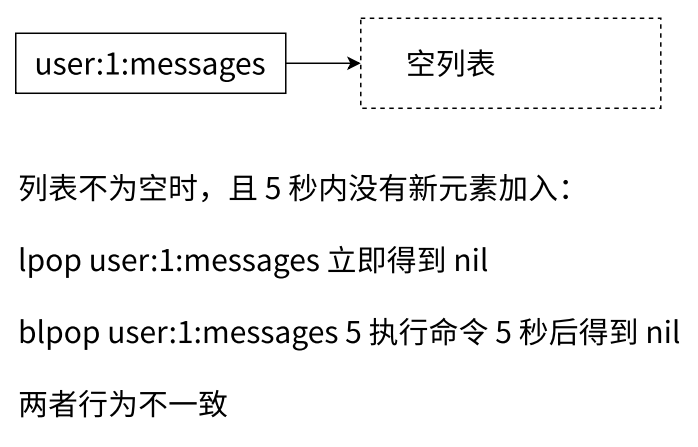 user:1:messages
空列表
列表不为空时，且 5 秒内没有新元素加入：
lpop user:1:messages 立即得到 nil
blpop user:1:messages 5 执行命令 5 秒后得到 nil
两者行为不一致